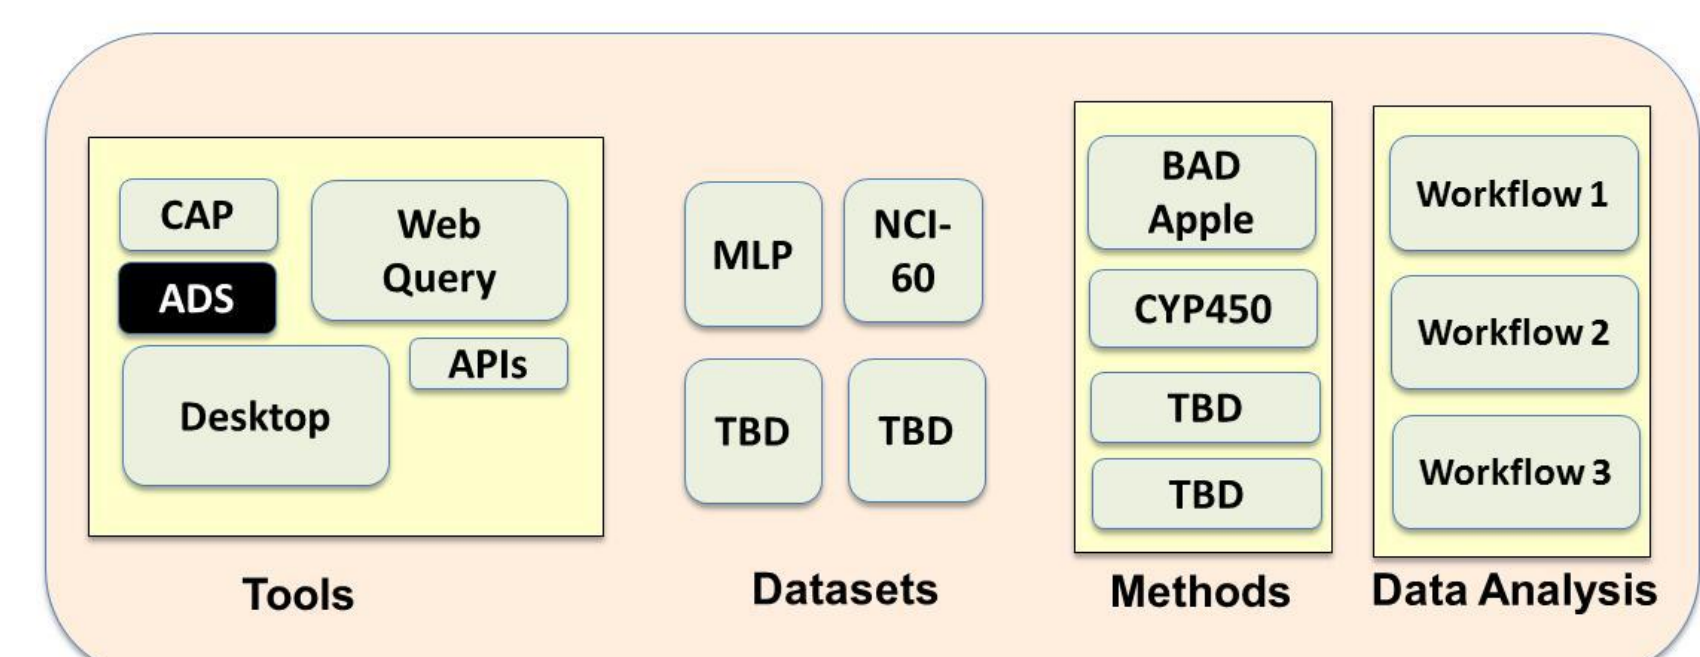 CAP
ADS
Web
Query
APIs
Desktop
Tools
MLP
NCI-
60
TBD
TBD
Datasets
BAD
Apple
CYP450
TBD
TBD
Methods
Workflow 1
Workflow 2
Workflow 3
Data Analysis